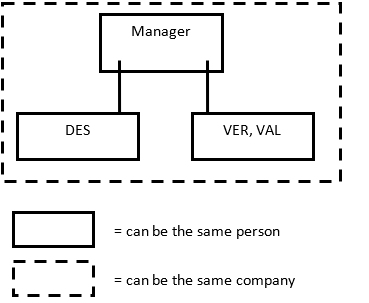 Manager
DES
VER, VAL
= can be the same person
= can be the same company